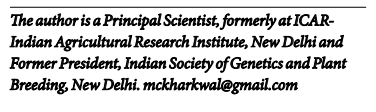 The author is a Principal Scientist, formerly at ICAR-
Indian Agricultural Research Institute, New Delhi and
Former President, Indian Society of Genetics and Plant
Breeding, New Delhi. mckharkwal@gmail.com